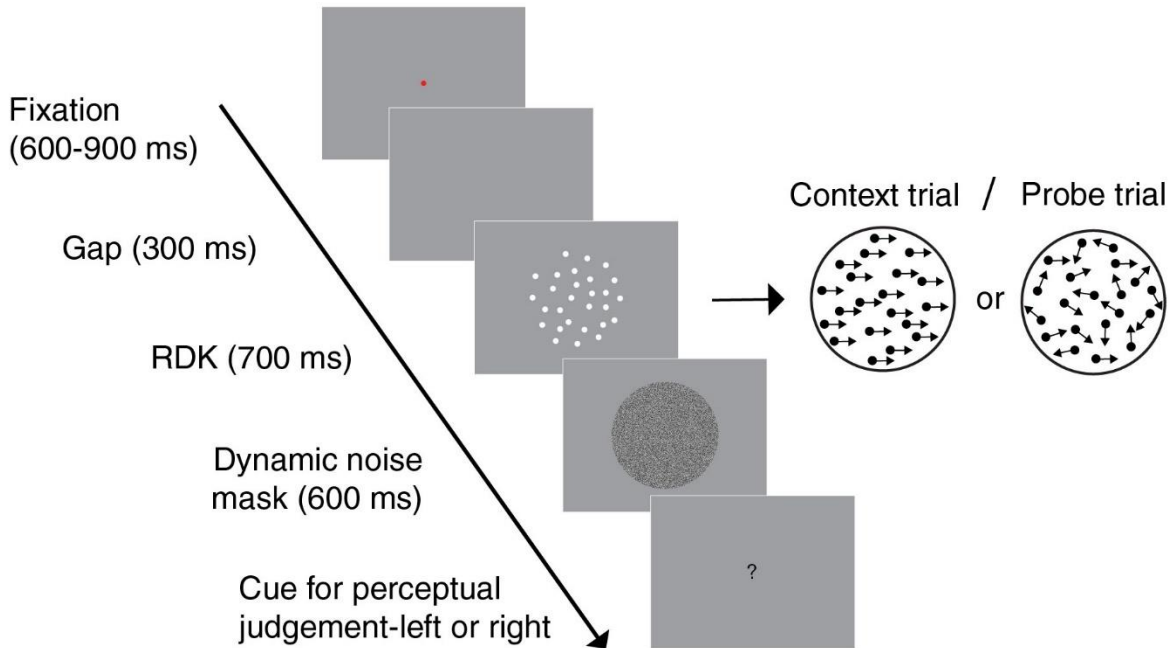 Fixation
(600-900 ms)
Gap (300 ms)
RDK (700 ms)
Dynamic noise
mask (600 ms)
Cue for perceptual
judgement-left or right
?
Context trial / Probe trial
or